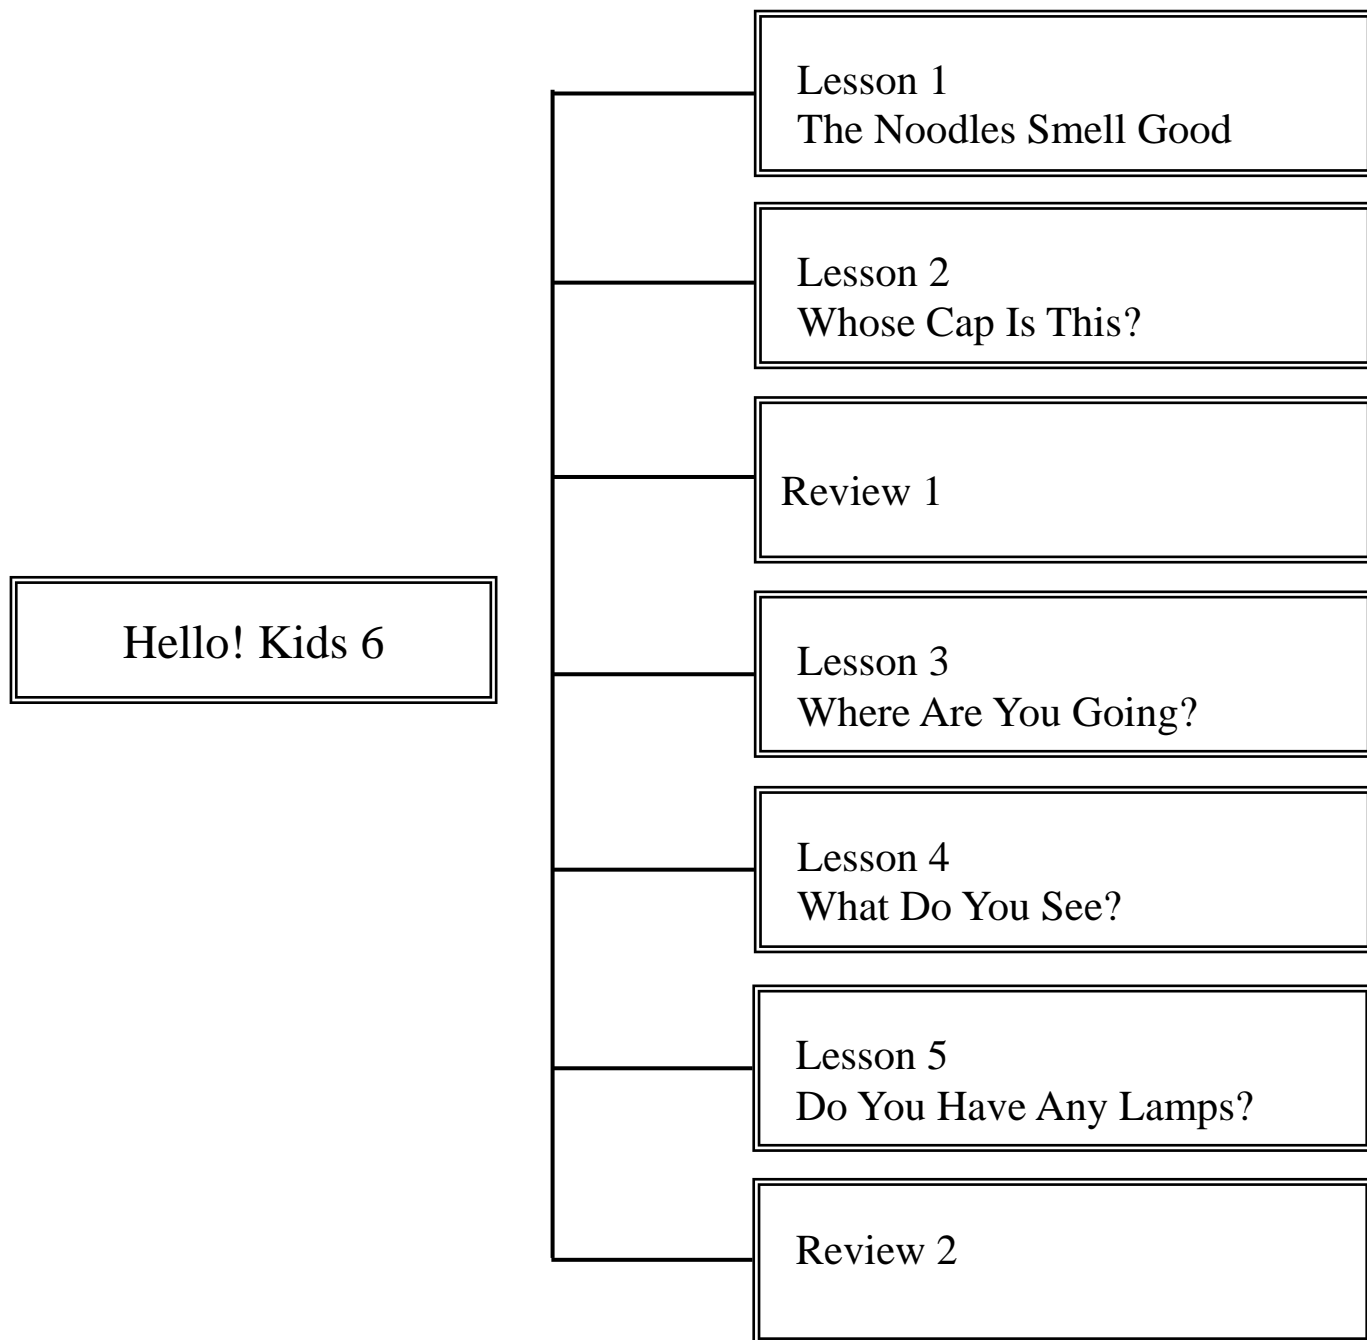 Hello! Kids 6
Lesson 1
The Noodles Smell Good
Lesson 2
Whose Cap Is This?
Review 1
Lesson 3
Where Are You Going?
Lesson 4
What Do You See?
Lesson 5
Do You Have Any Lamps?
Review 2